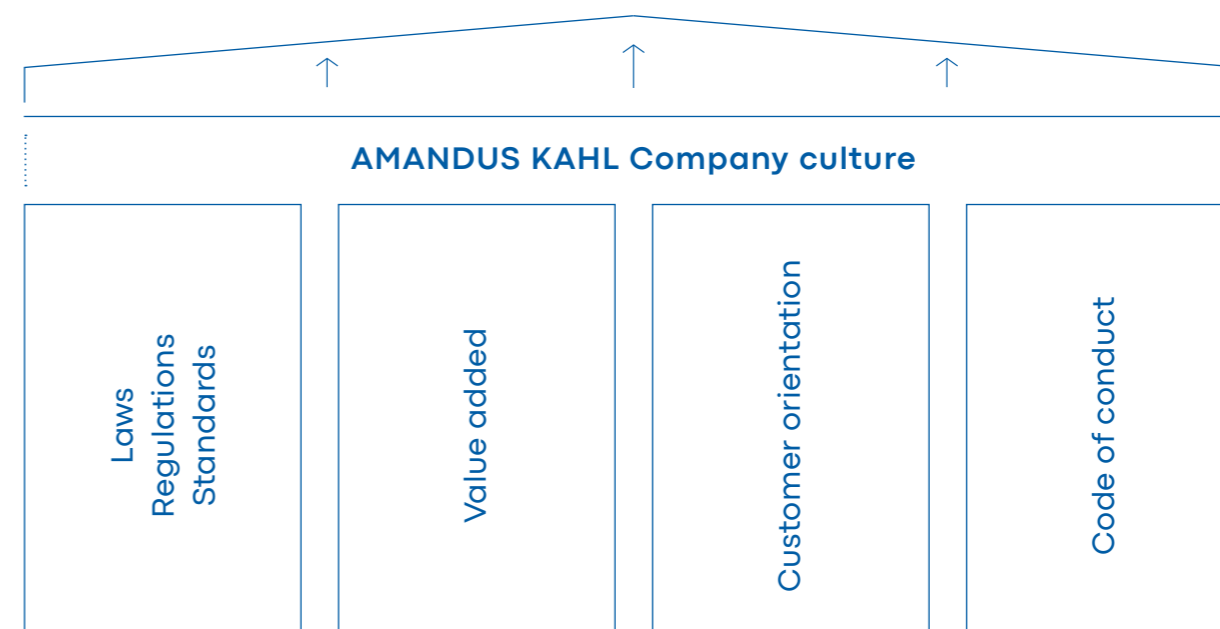 AMANDUS KAHL Company culture
Laws
Regulations
Standards
Value added
Customer orientation
Code of conduct